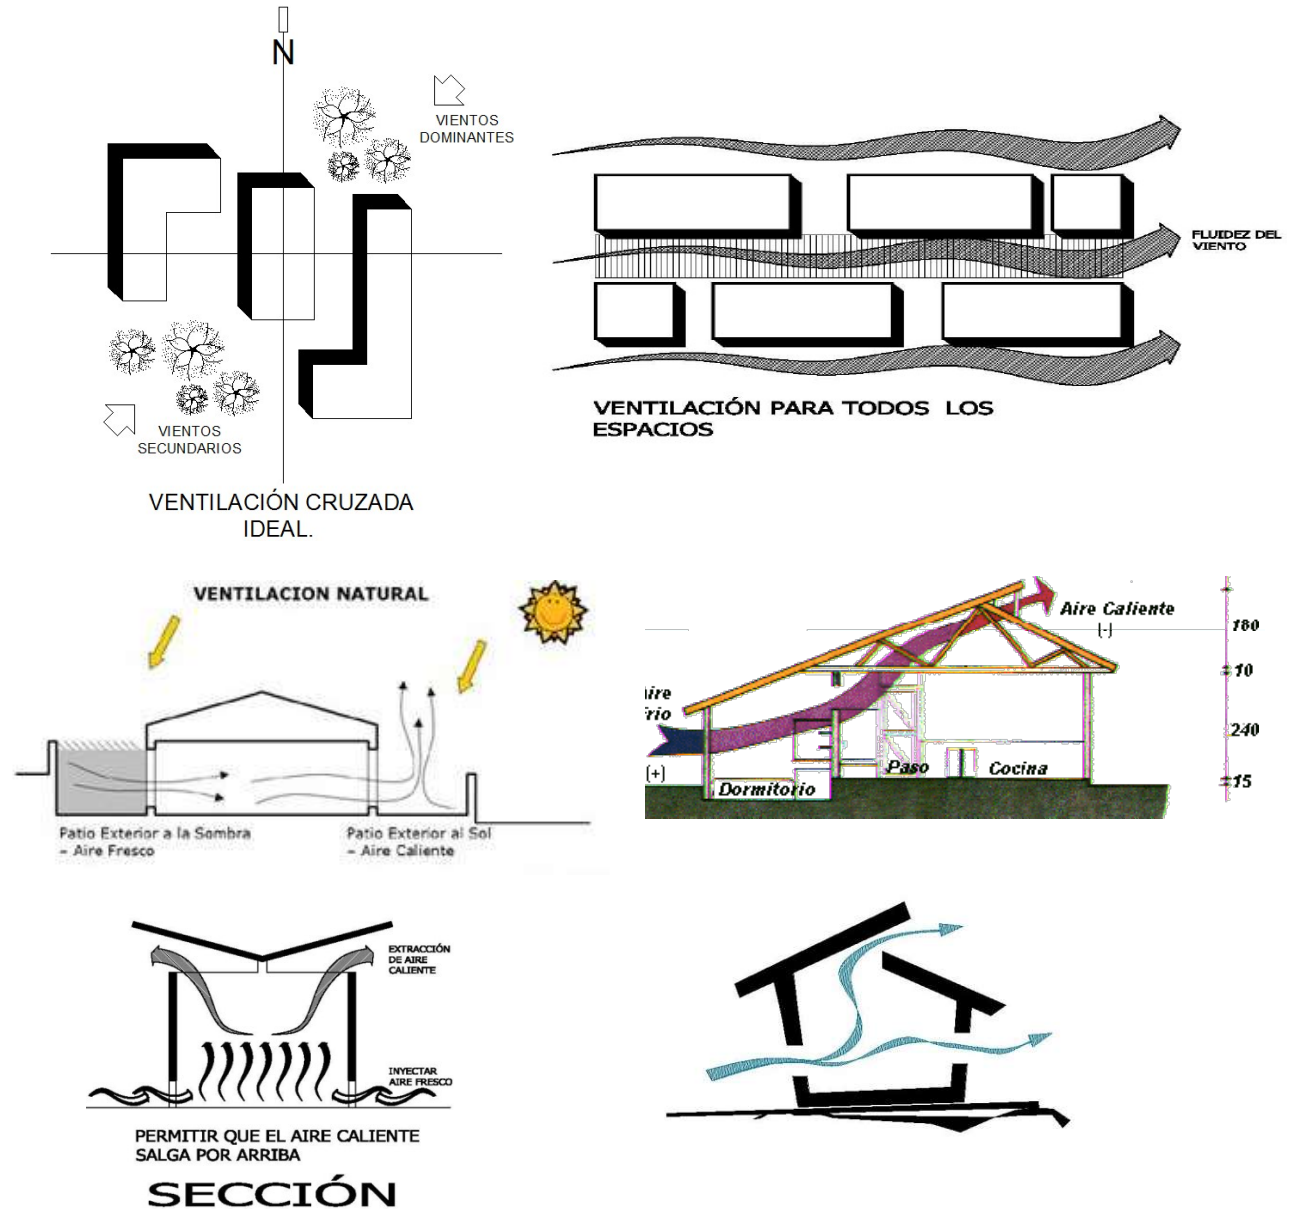 N
VIENTOS
DOMINANTES
VIENTOS
SECUNDARIOS
VENTILACIÓN CRUZADA
IDEAL.
FLUIDEZ DEL
VIENTO
VENTILACIÓN PARA TODOS LOS
ESPACIOS
VENTILACION NATURAL
Patio Exterior a la Sombra
– Aire Fresco
Patio Exterior al Sol
– Aire Caliente
Aire Caliente
(-)
180
10
240
15
ire
rio
(+)
Dormitorio
Paso
Cocina
EXTRACCIÓN
DE AIRE
CALIENTE
INYECTAR
AIRE FRESCO
PERMITIR QUE EL AIRE CALIENTE
SALGA POR ARRIBA
SECCIÓN